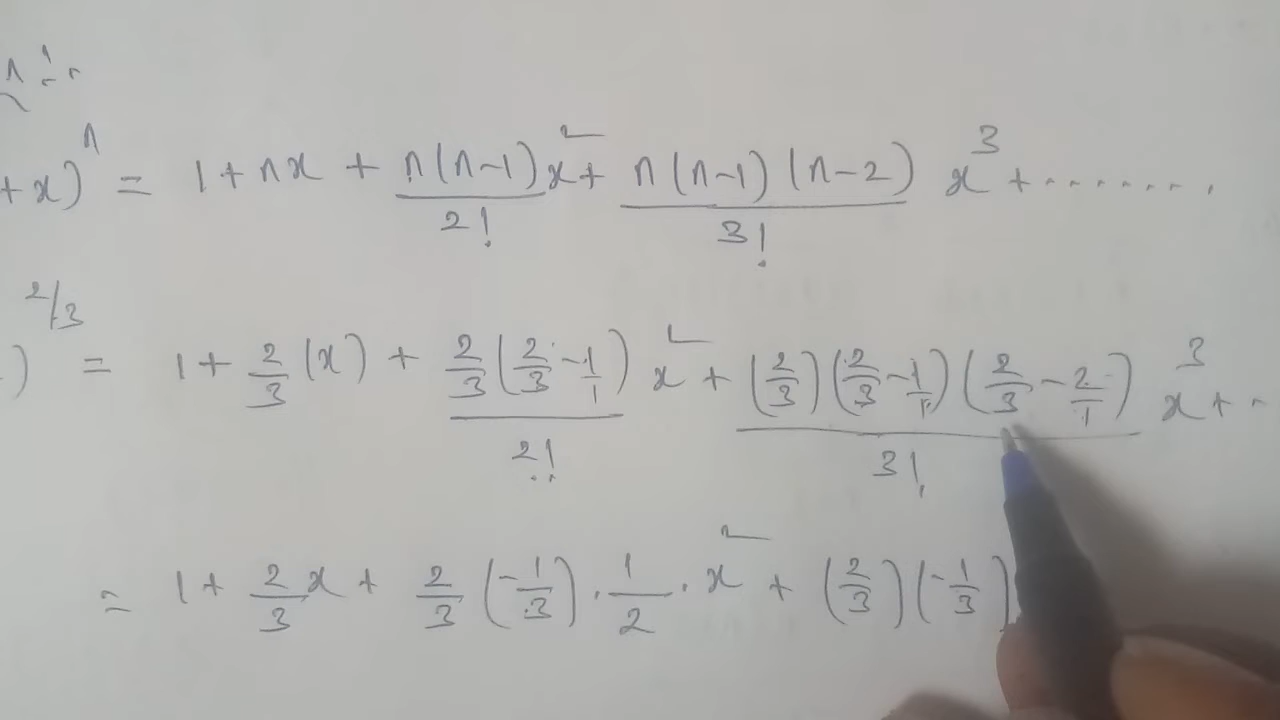 +x)^n = 1 + nx + n(n-1)/2! x^2 + n(n-1)(n-2)/3! x^3 + .......
)^2/3 = 1 + 2/3 (x) + 2/3 (2/3 - 1/1)/2! x^2 + (2/3)(2/3 - 1/1)(2/3 - 2/1)/3! x^3 + ..
= 1 + 2/3 x + 2/3 (-1/3) . 1/2 . x^2 + (2/3)(-1/3)